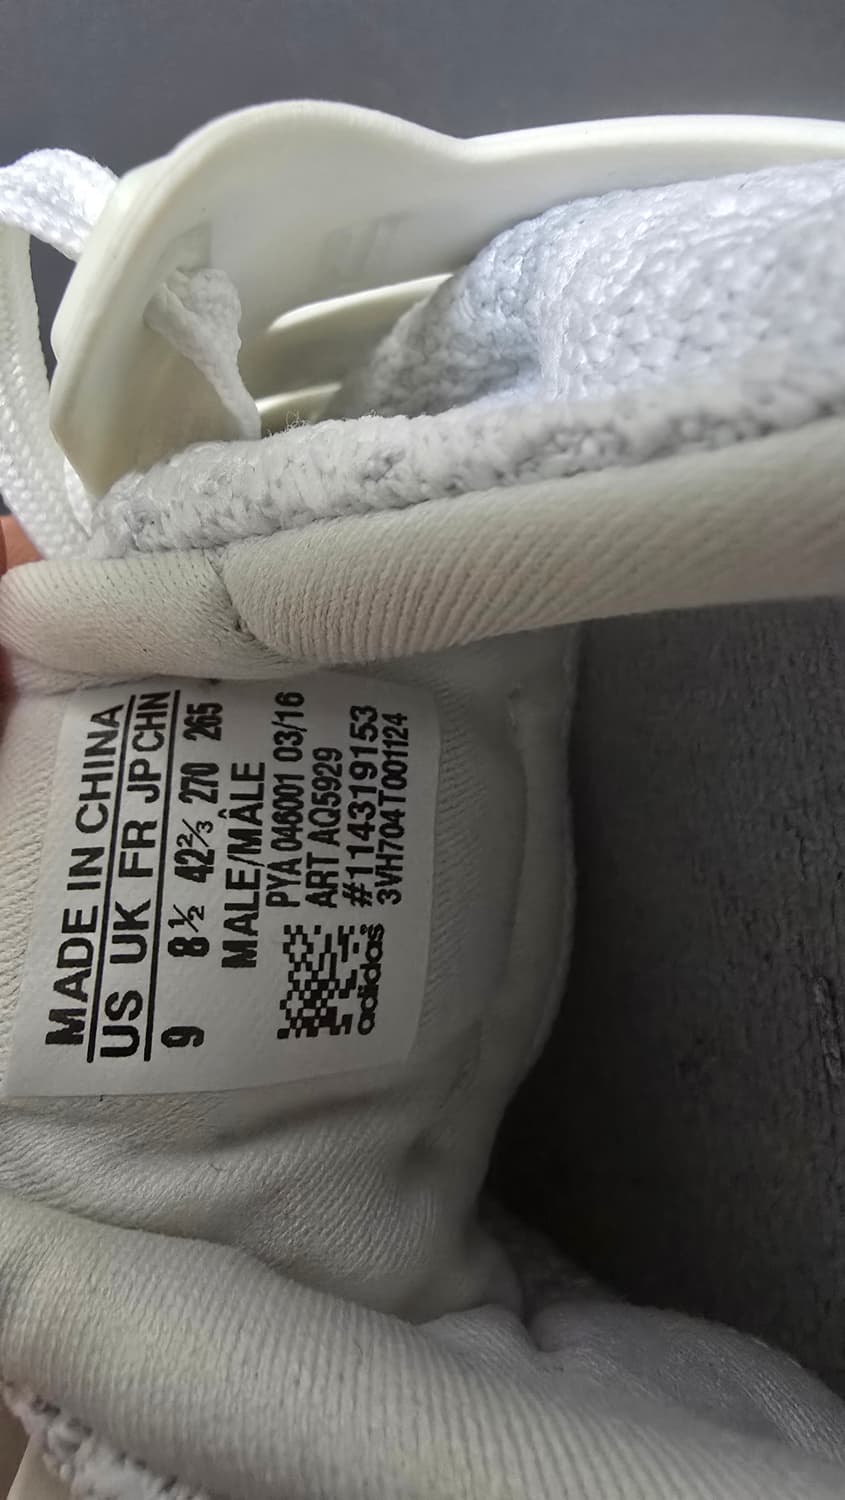 MADE IN CHINA
US UK FR JP CHN
9 8½ 42⅔ 270 265
MALE/MÂLE
PYA 046001 03/16
ART AQ5929
#114319153
3VH704T001124
adidas